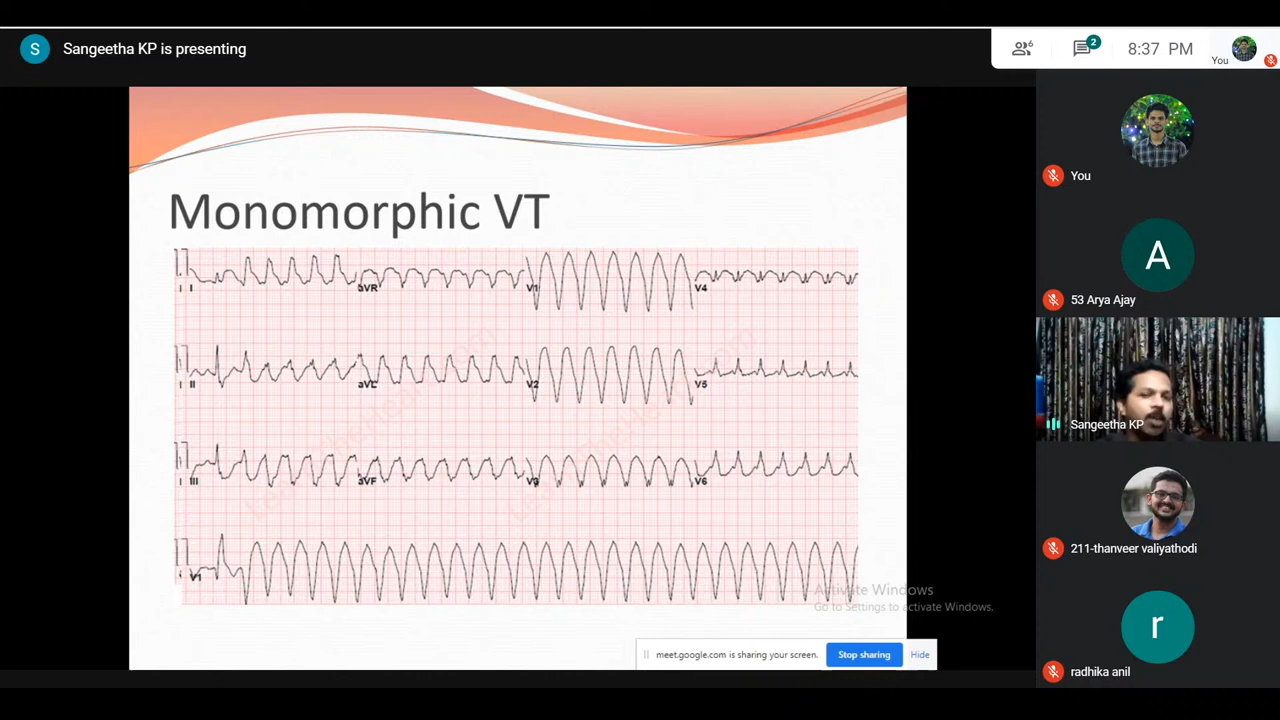 S
Sangeetha KP is presenting
6
2
8:37 PM
You
Monomorphic VT
I
aVR
V1
V4
II
aVL
V2
V5
III
aVF
V3
V6
V1
Activate Windows
Go to Settings to activate Windows.
meet.google.com is sharing your screen.
Stop sharing
Hide
You
A
53 Arya Ajay
Sangeetha KP
211-thanveer valiyathodi
r
radhika anil